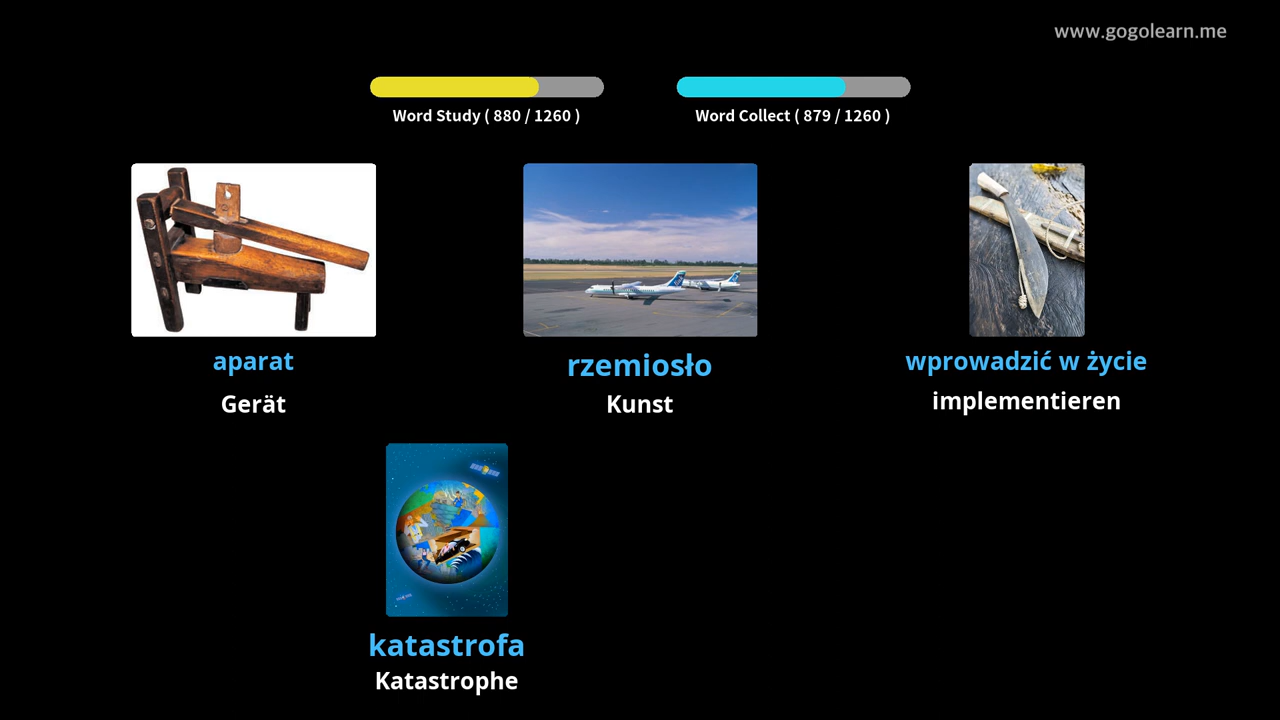 www.gogolearn.me
Word Study ( 880 / 1260 )
Word Collect ( 879 / 1260 )
aparat
rzemiosło
wprowadzić w życie
Gerät
Kunst
implementieren
katastrofa
Katastrophe